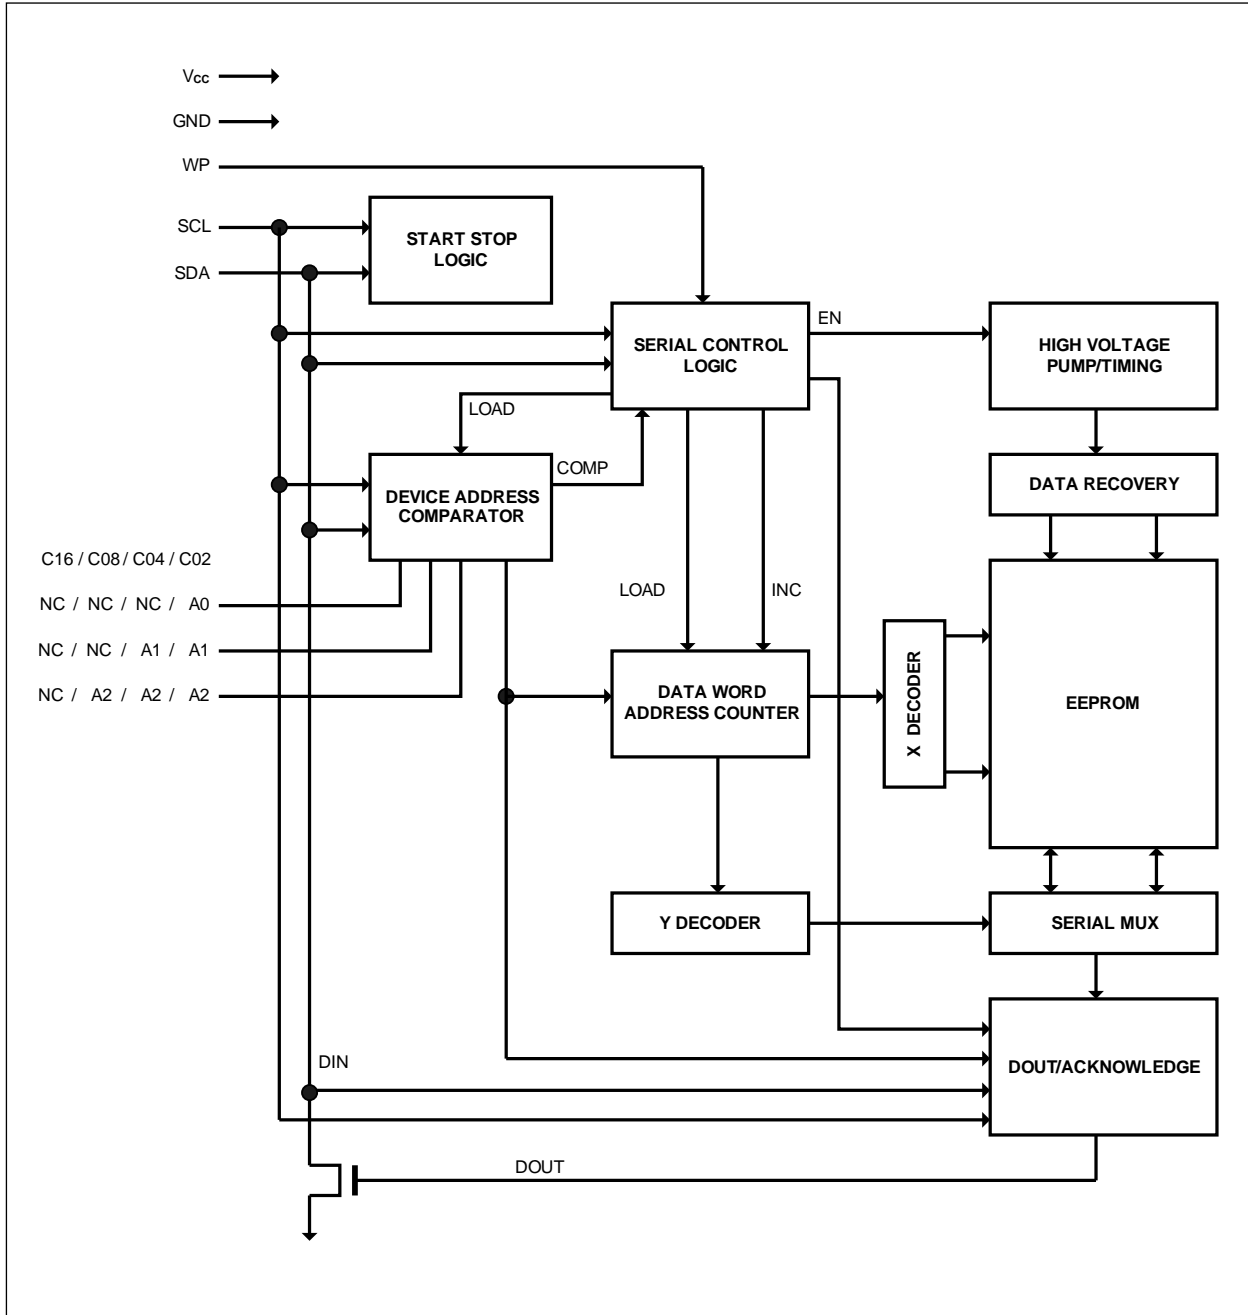 Vcc
GND
WP
SCL
SDA
START STOP
LOGIC
SERIAL CONTROL
LOGIC
EN
HIGH VOLTAGE
PUMP/TIMING
LOAD
COMP
DEVICE ADDRESS
COMPARATOR
DATA RECOVERY
C16 / C08 / C04 / C02
NC / NC / NC / A0
NC / NC / A1 / A1
NC / A2 / A2 / A2
LOAD
INC
DATA WORD
ADDRESS COUNTER
X DECODER
EEPROM
Y DECODER
SERIAL MUX
DIN
DOUT/ACKNOWLEDGE
DOUT